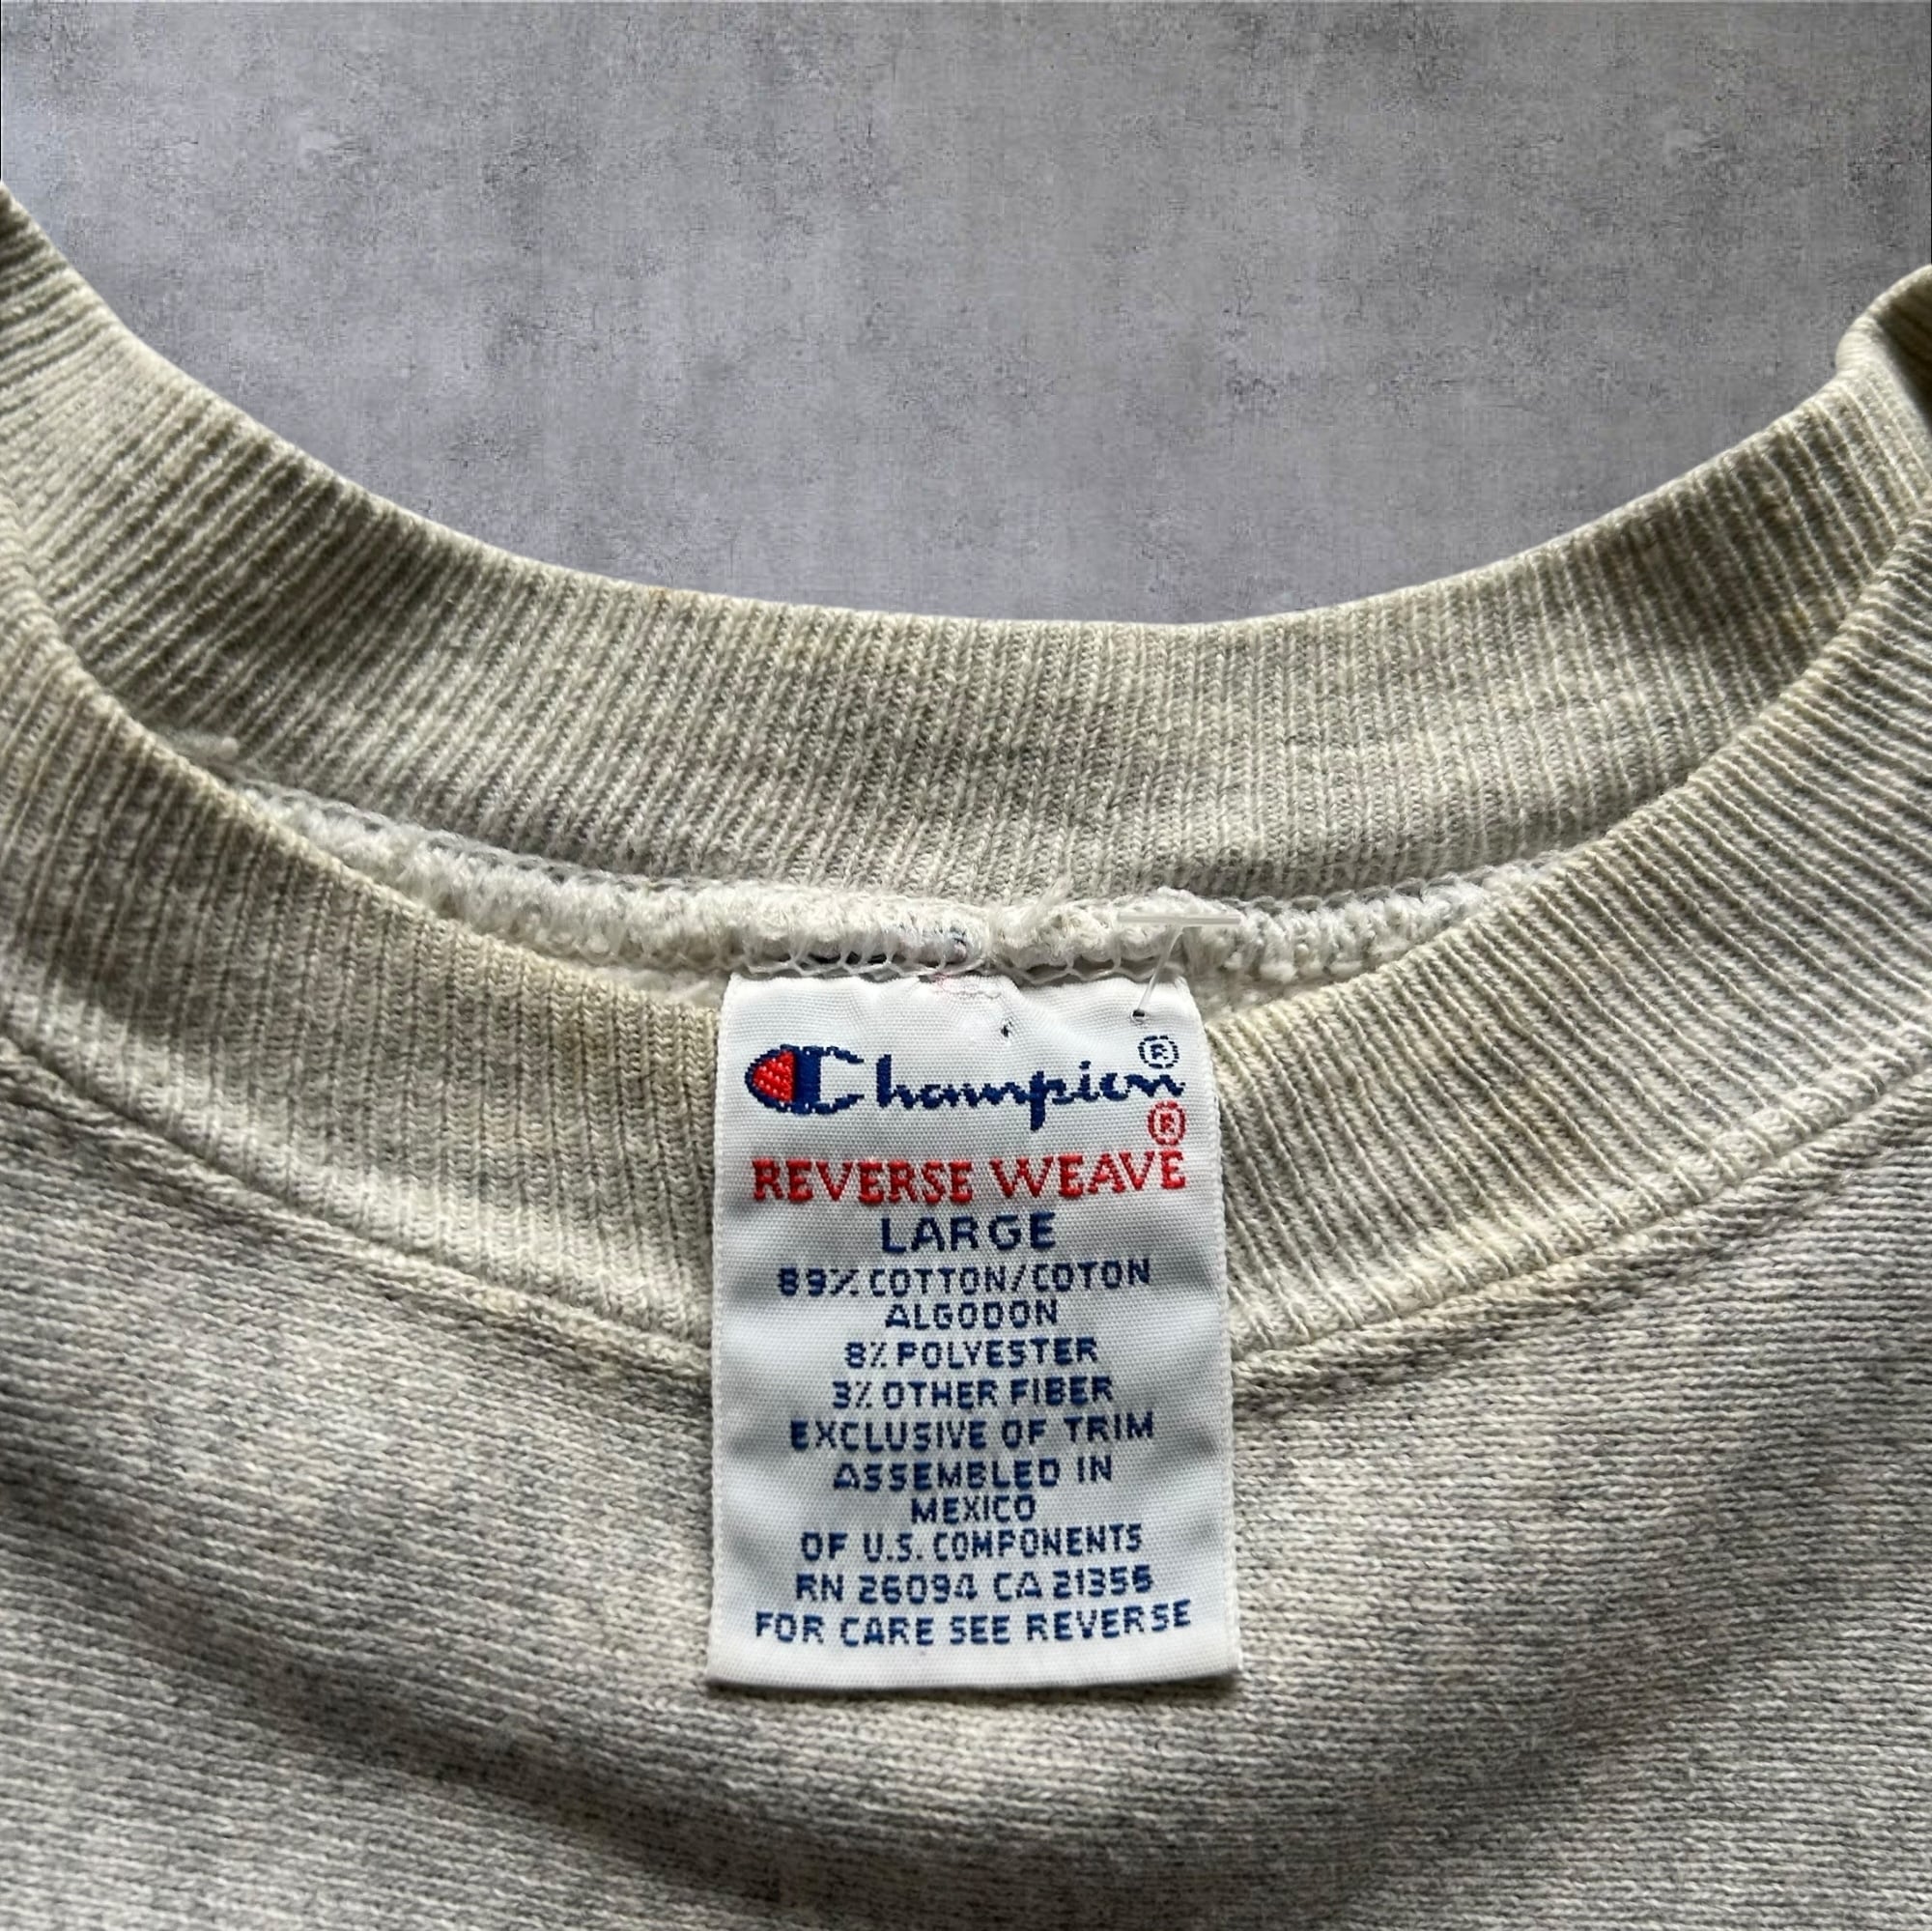 Champion®
REVERSE WEAVE®
LARGE
89% COTTON/COTON
ALGODON
8% POLYESTER
3% OTHER FIBER
EXCLUSIVE OF TRIM
ASSEMBLED IN
MEXICO
OF U.S. COMPONENTS
RN 26094 CA 21356
FOR CARE SEE REVERSE